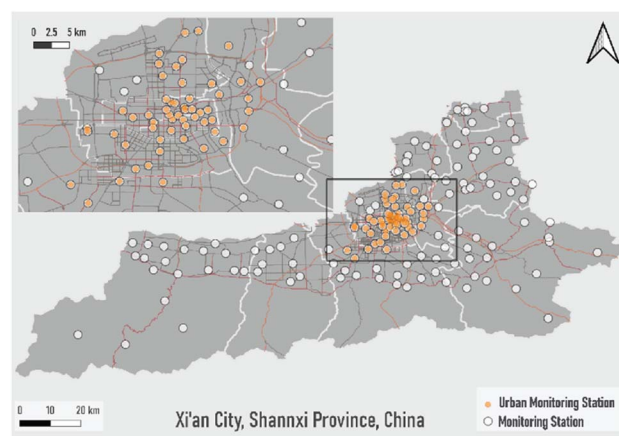 0 2.5 5 km
0 10 20 km
Xi'an City, Shannxi Province, China
Urban Monitoring Station
Monitoring Station